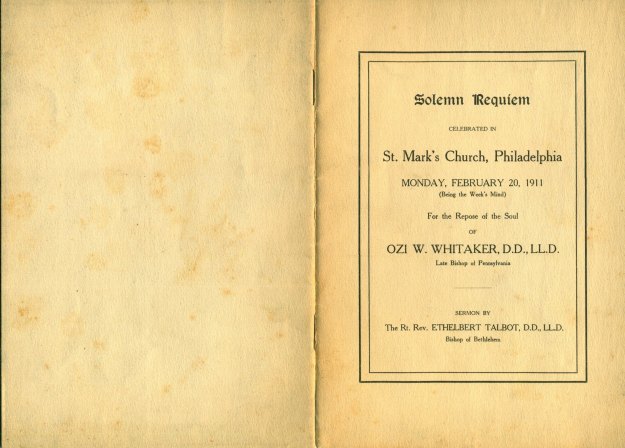 Solemn Requiem
CELEBRATED IN
St. Mark's Church, Philadelphia
MONDAY, FEBRUARY 20, 1911
(Being the Week's Mind)
For the Repose of the Soul
OF
OZI W. WHITAKER, D.D., LL.D.
Late Bishop of Pennsylvania
SERMON BY
The Rt. Rev. ETHELBERT TALBOT, D.D., LL.D.
Bishop of Bethlehem